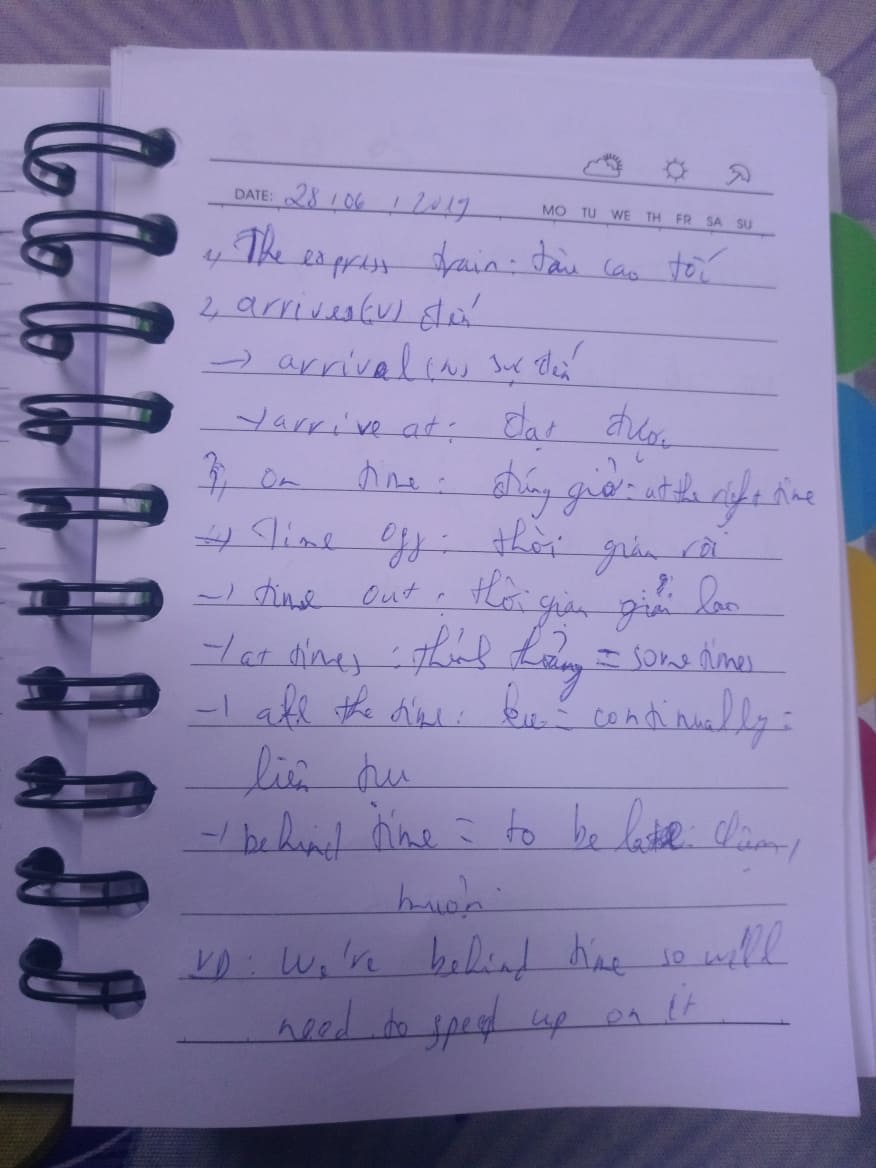 DATE: 28 / 06 / 2019 MO TU WE TH FR SA SU
1, The express train: tàu cao tốc
2, arrives(v) đến
→ arrival (n) sự đến
→ arrive at: đạt được
3, on time: đúng giờ = at the right time
→ Time off: thời gian rỗi
→ time out: thời gian giải lao
→ at times: thỉnh thoảng = sometimes
→ all the time: = continually =
liên tục
→ behind time = to be late: chậm,
muộn.
VD: We're behind time so we'll
need to speed up on it